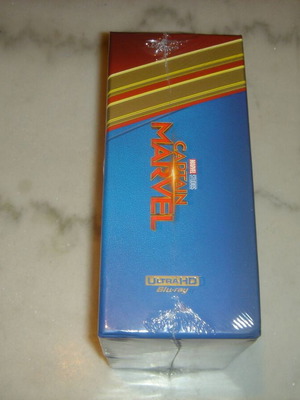 MARVEL STUDIOS
CAPTAIN
MARVEL
ULTRA HD
Blu-ray